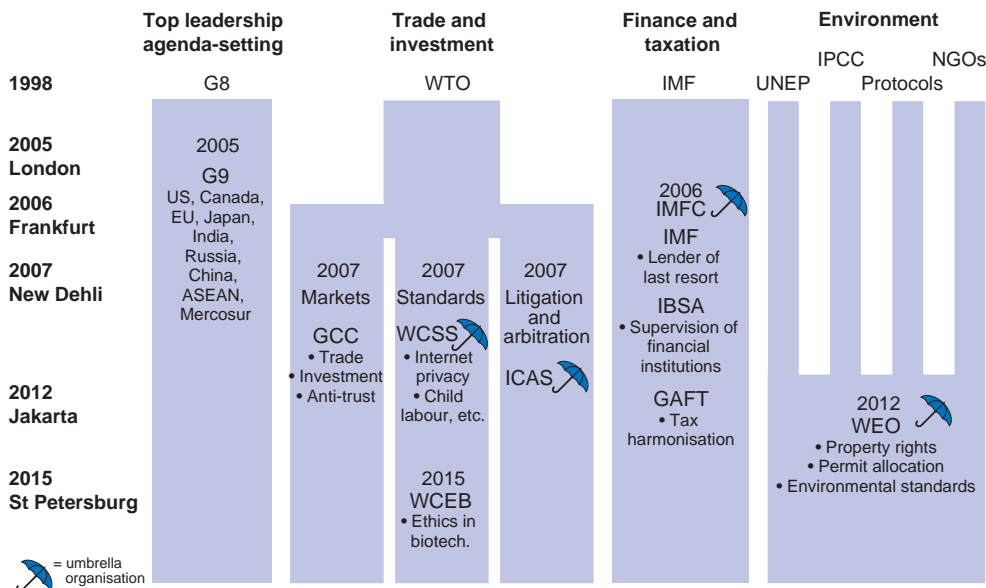 Top leadership
agenda-setting
Trade and
investment
Finance and
taxation
Environment
1998
G8
WTO
IMF
UNEP
IPCC
Protocols
NGOs
2005
London
2006
Frankfurt
2007
New Dehli
2012
Jakarta
2015
St Petersburg
= umbrella
organisation
2005
G9
US, Canada,
EU, Japan,
India,
Russia,
China,
ASEAN,
Mercosur
2007
Markets
GCC
• Trade
• Investment
• Anti-trust
2007
Standards
WCSS
• Internet
privacy
• Child
labour, etc.
2015
WCEB
• Ethics in
biotech.
2007
Litigation
and
arbitration
ICAS
2006
IMFC
IMF
• Lender of
last resort
IBSA
• Supervision of
financial
institutions
GAFT
• Tax
harmonisation
2012
WEO
• Property rights
• Permit allocation
• Environmental standards